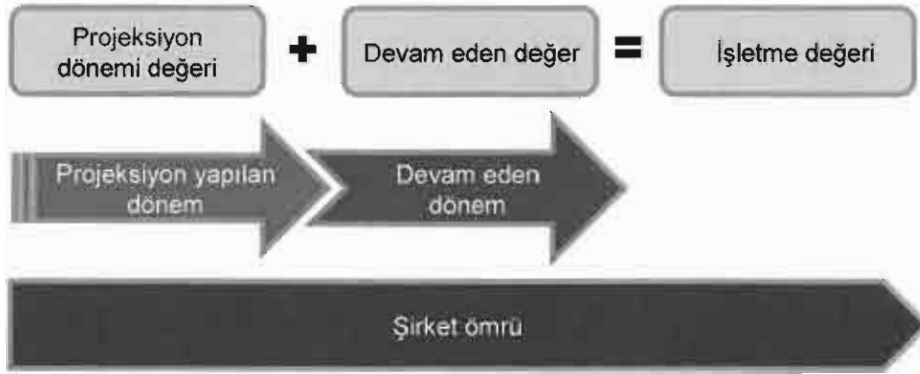 Projeksiyon
dönemi değeri
+
Devam eden değer
=
İşletme değeri
Projeksiyon yapılan
dönem
Devam eden
dönem
Şirket ömrü